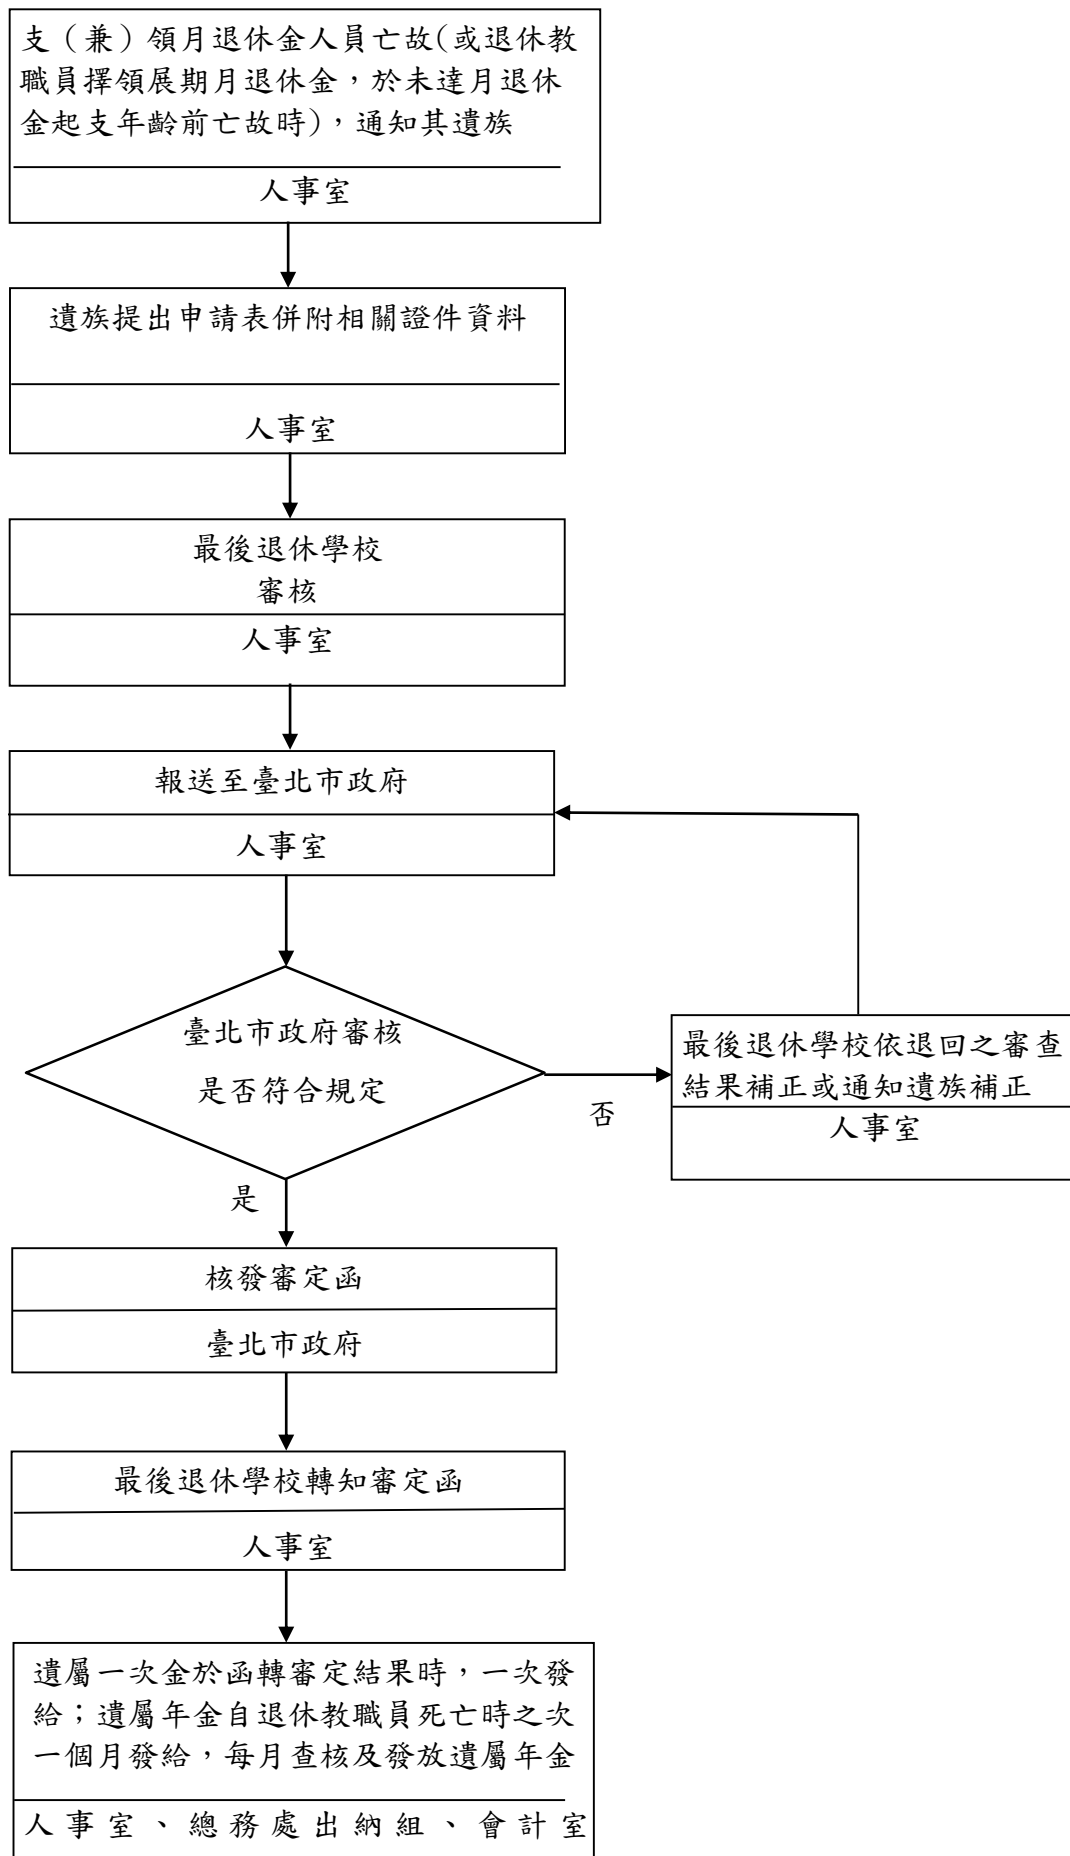 支（兼）領月退休金人員亡故(或退休教
職員擇領展期月退休金，於未達月退休
金起支年齡前亡故時)，通知其遺族
人事室
遺族提出申請表併附相關證件資料
人事室
最後退休學校
審核
人事室
報送至臺北市政府
人事室
臺北市政府審核
是否符合規定
否
最後退休學校依退回之審查
結果補正或通知遺族補正
人事室
是
核發審定函
臺北市政府
最後退休學校轉知審定函
人事室
遺屬一次金於函轉審定結果時，一次發
給；遺屬年金自退休教職員死亡時之次
一個月發給，每月查核及發放遺屬年金
人事室、總務處出納組、會計室